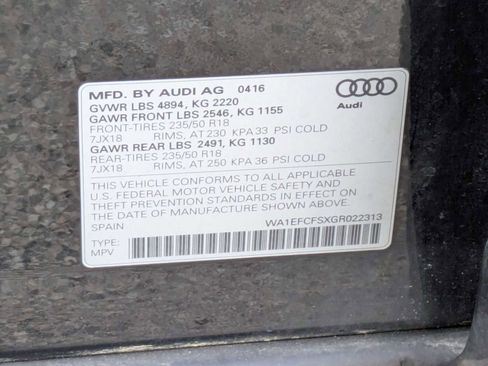 MFD. BY AUDI AG 0416
GVWR LBS 4894, KG 2220
GAWR FRONT LBS 2546, KG 1155
FRONT-TIRES 235/50 R18
7JX18 RIMS, AT 230 KPA 33 PSI COLD
GAWR REAR LBS 2491, KG 1130
REAR-TIRES 235/50 R18
7JX18 RIMS, AT 250 KPA 36 PSI COLD
THIS VEHICLE CONFORMS TO ALL APPLICABLE
U.S. FEDERAL MOTOR VEHICLE SAFETY AND
THEFT PREVENTION STANDARDS IN EFFECT ON
THE DATE OF MANUFACTURE SHOWN ABOVE
SPAIN
WA1EFCFSXGR022313
TYPE:
MPV
Audi